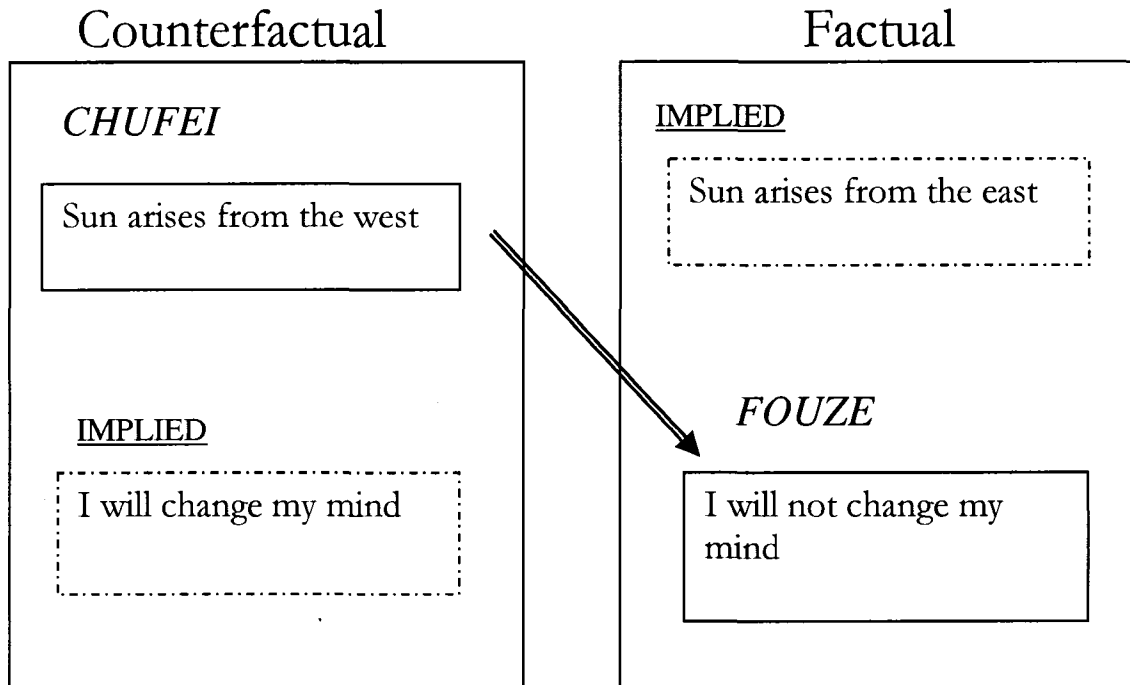 Counterfactual
CHUFEI
Sun arises from the west
IMPLIED
I will change my mind
Factual
IMPLIED
Sun arises from the east
FOUZE
I will not change my
mind